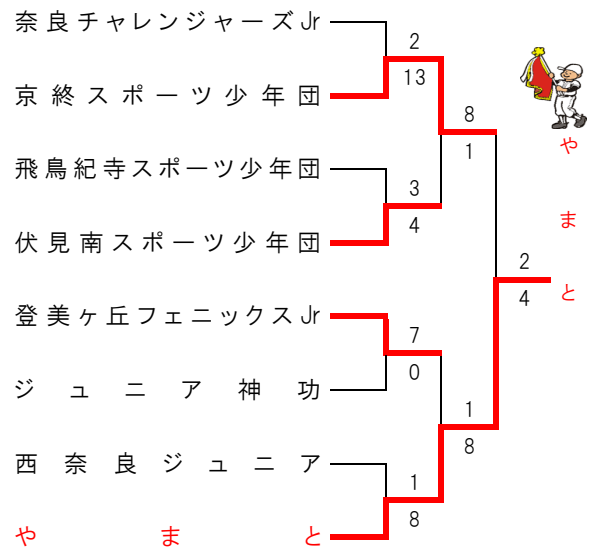 奈良チャレンジャーズJr
2
13
京終スポーツ少年団
8
1
飛鳥紀寺スポーツ少年団
3
4
伏見南スポーツ少年団
2
4
やまと
登美ヶ丘フェニックスJr
7
0
ジュニア神功
1
8
西奈良ジュニア
1
8
やまと